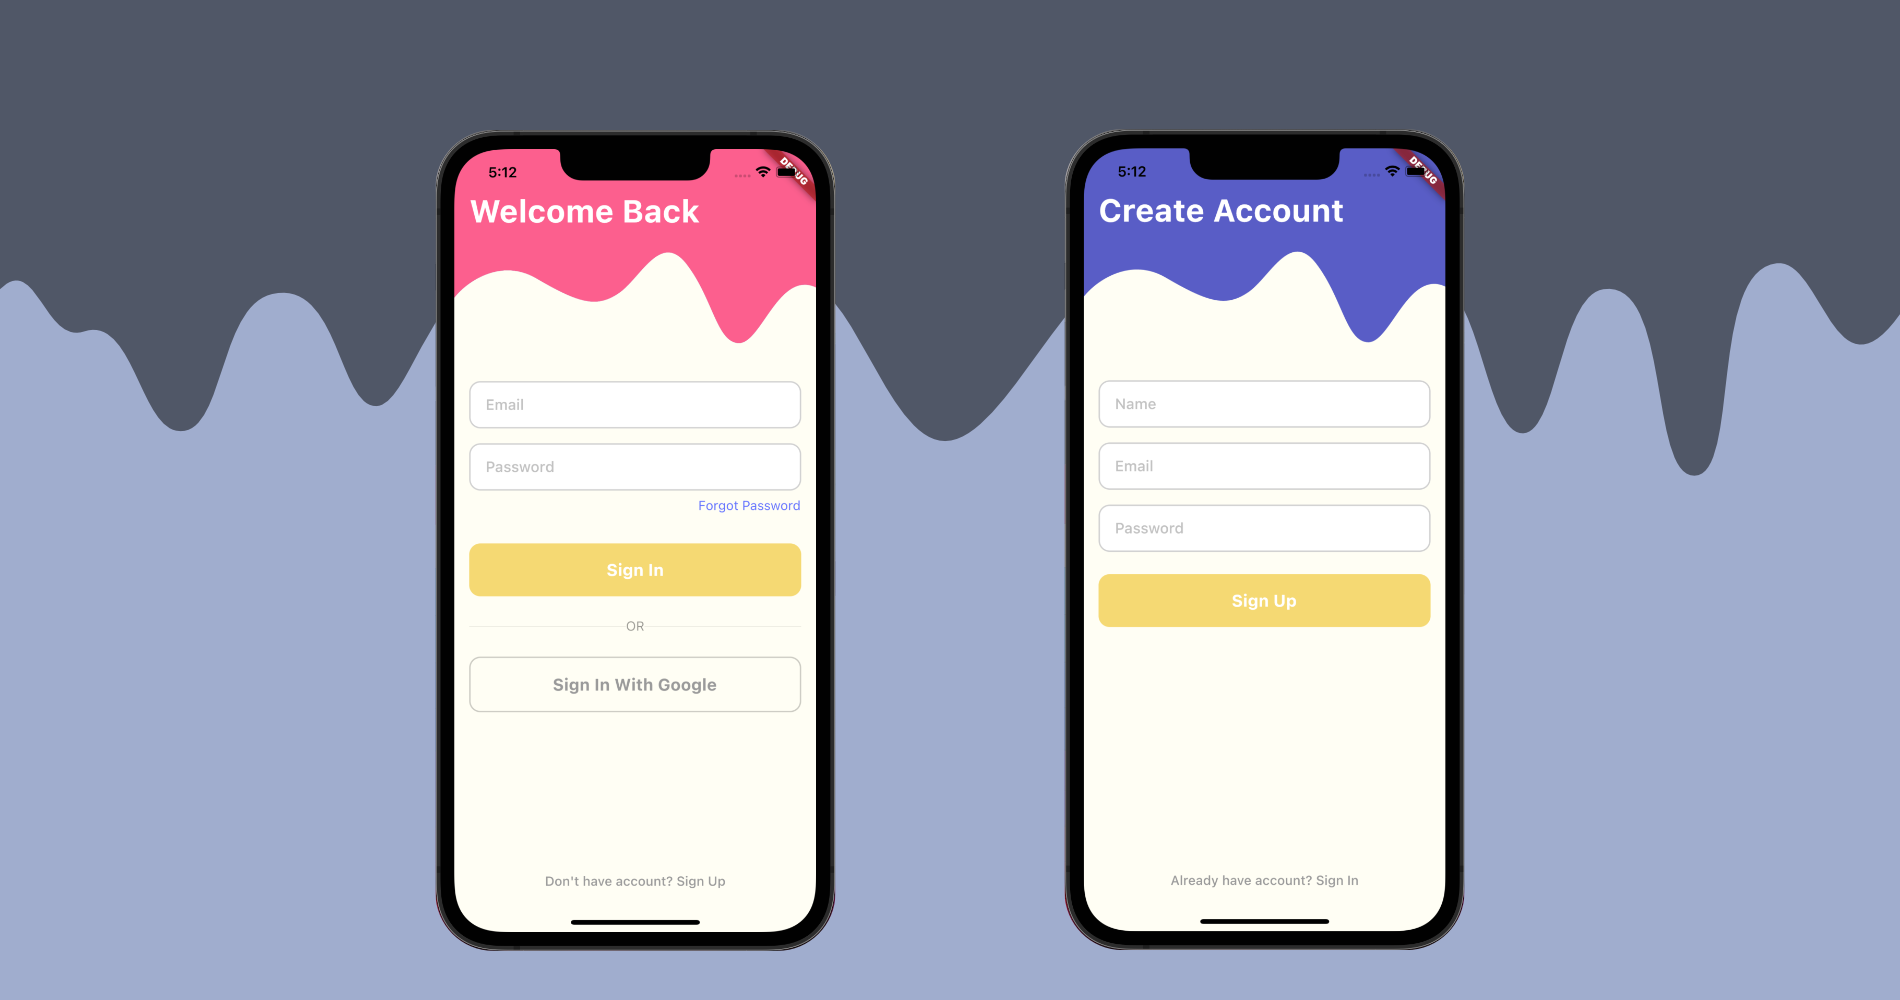 5:12
DEBUG
Welcome Back
Email
Password
Forgot Password
Sign In
OR
Sign In With Google
Don't have account? Sign Up
5:12
DEBUG
Create Account
Name
Email
Password
Sign Up
Already have account? Sign In